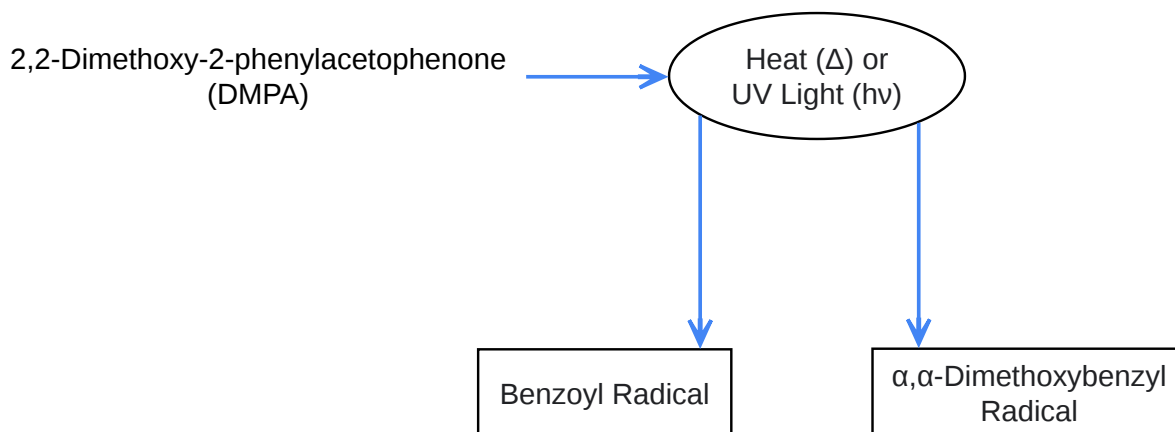 2,2-Dimethoxy-2-phenylacetophenone
(DMPA)
Heat (Δ) or
UV Light (hν)
Benzoyl Radical
α,α-Dimethoxybenzyl
Radical